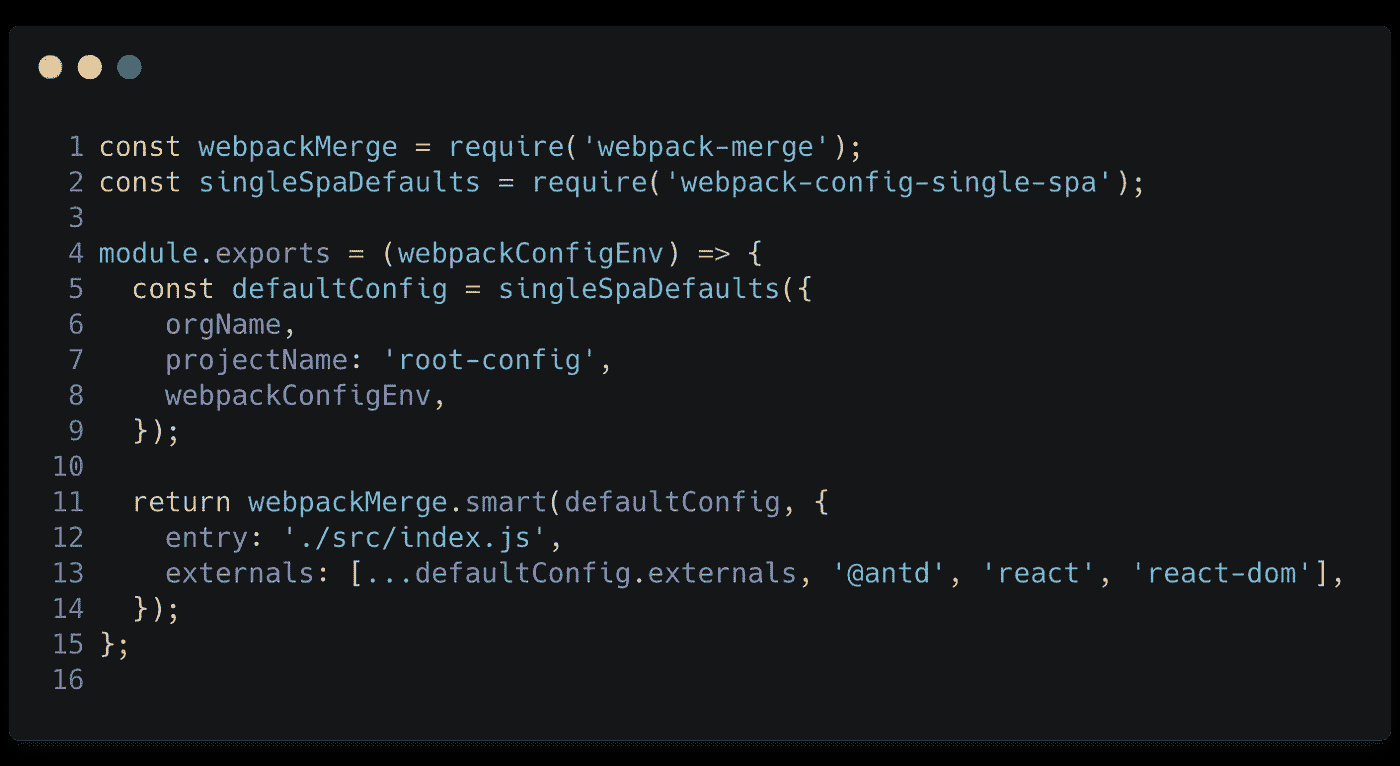 1 const webpackMerge = require('webpack-merge');
2 const singleSpaDefaults = require('webpack-config-single-spa');
3
4 module.exports = (webpackConfigEnv) => {
5   const defaultConfig = singleSpaDefaults({
6     orgName,
7     projectName: 'root-config',
8     webpackConfigEnv,
9   });
10
11   return webpackMerge.smart(defaultConfig, {
12     entry: './src/index.js',
13     externals: [...defaultConfig.externals, '@antd', 'react', 'react-dom'],
14   });
15 };
16